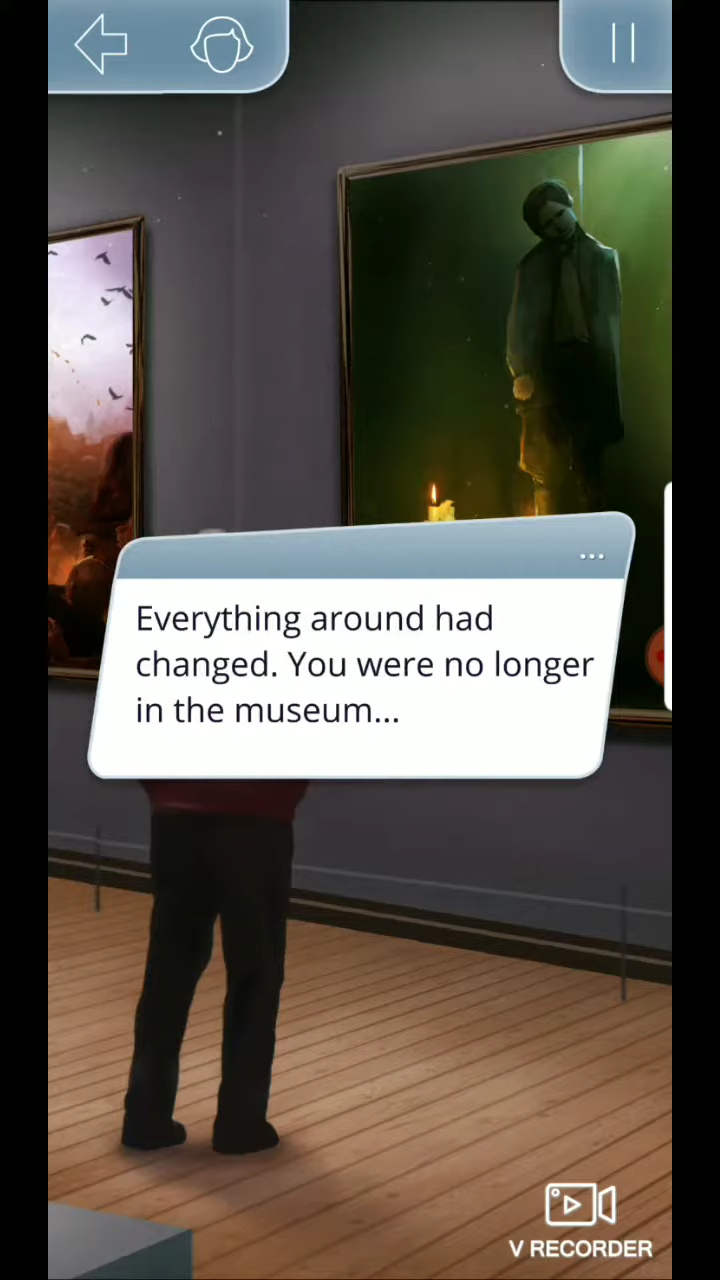 Everything around had
changed. You were no longer
in the museum...
V RECORDER